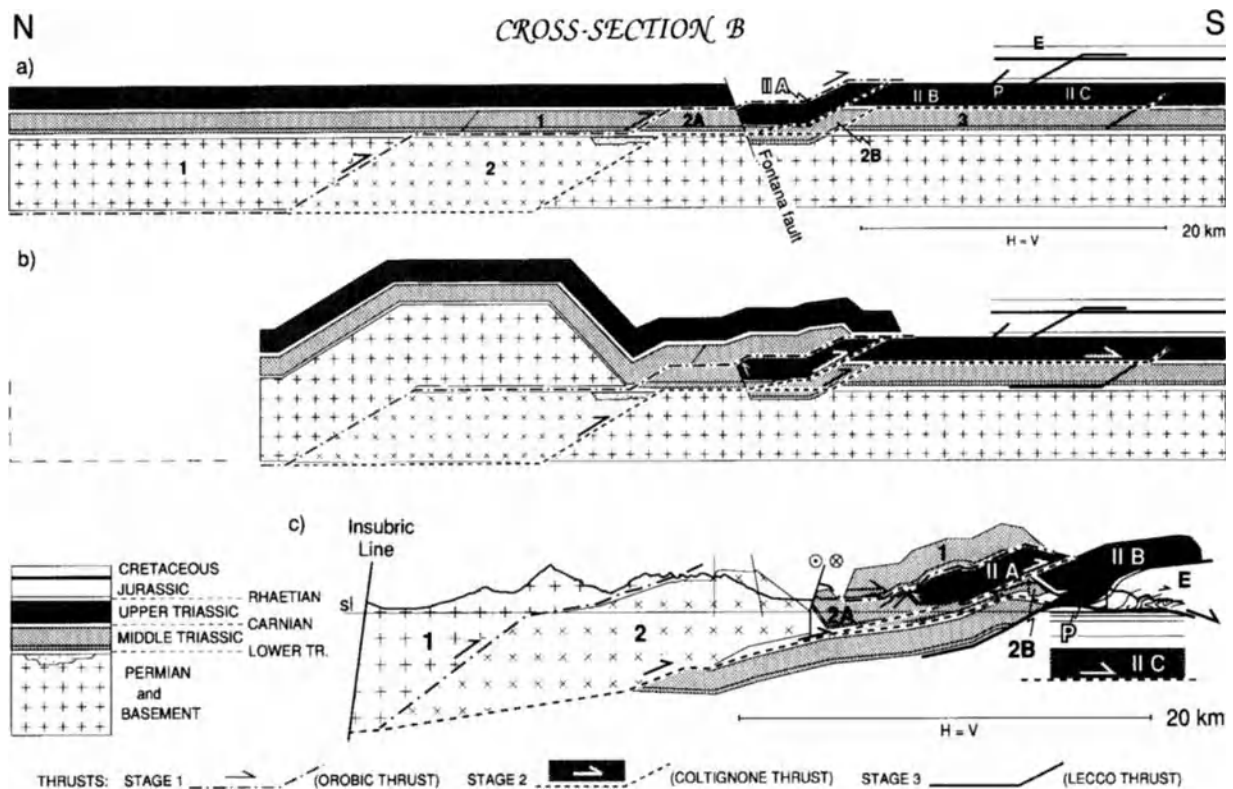 N
CROSS-SECTION B
S
a)
E
II A
II B
P
II C
1
2A
3
2B
1
2
Fontana fault
20 km
H = V
b)
c)
Insubric
Line
sl
1
II A
II B
E
1
2
2A
2B
P
II C
20 km
H = V
CRETACEOUS
JURASSIC
RHAETIAN
UPPER TRIASSIC
CARNIAN
MIDDLE TRIASSIC
LOWER TR.
PERMIAN
and
BASEMENT
THRUSTS: STAGE 1 (OROBIC THRUST) STAGE 2 (COLTIGNONE THRUST) STAGE 3 (LECCO THRUST)